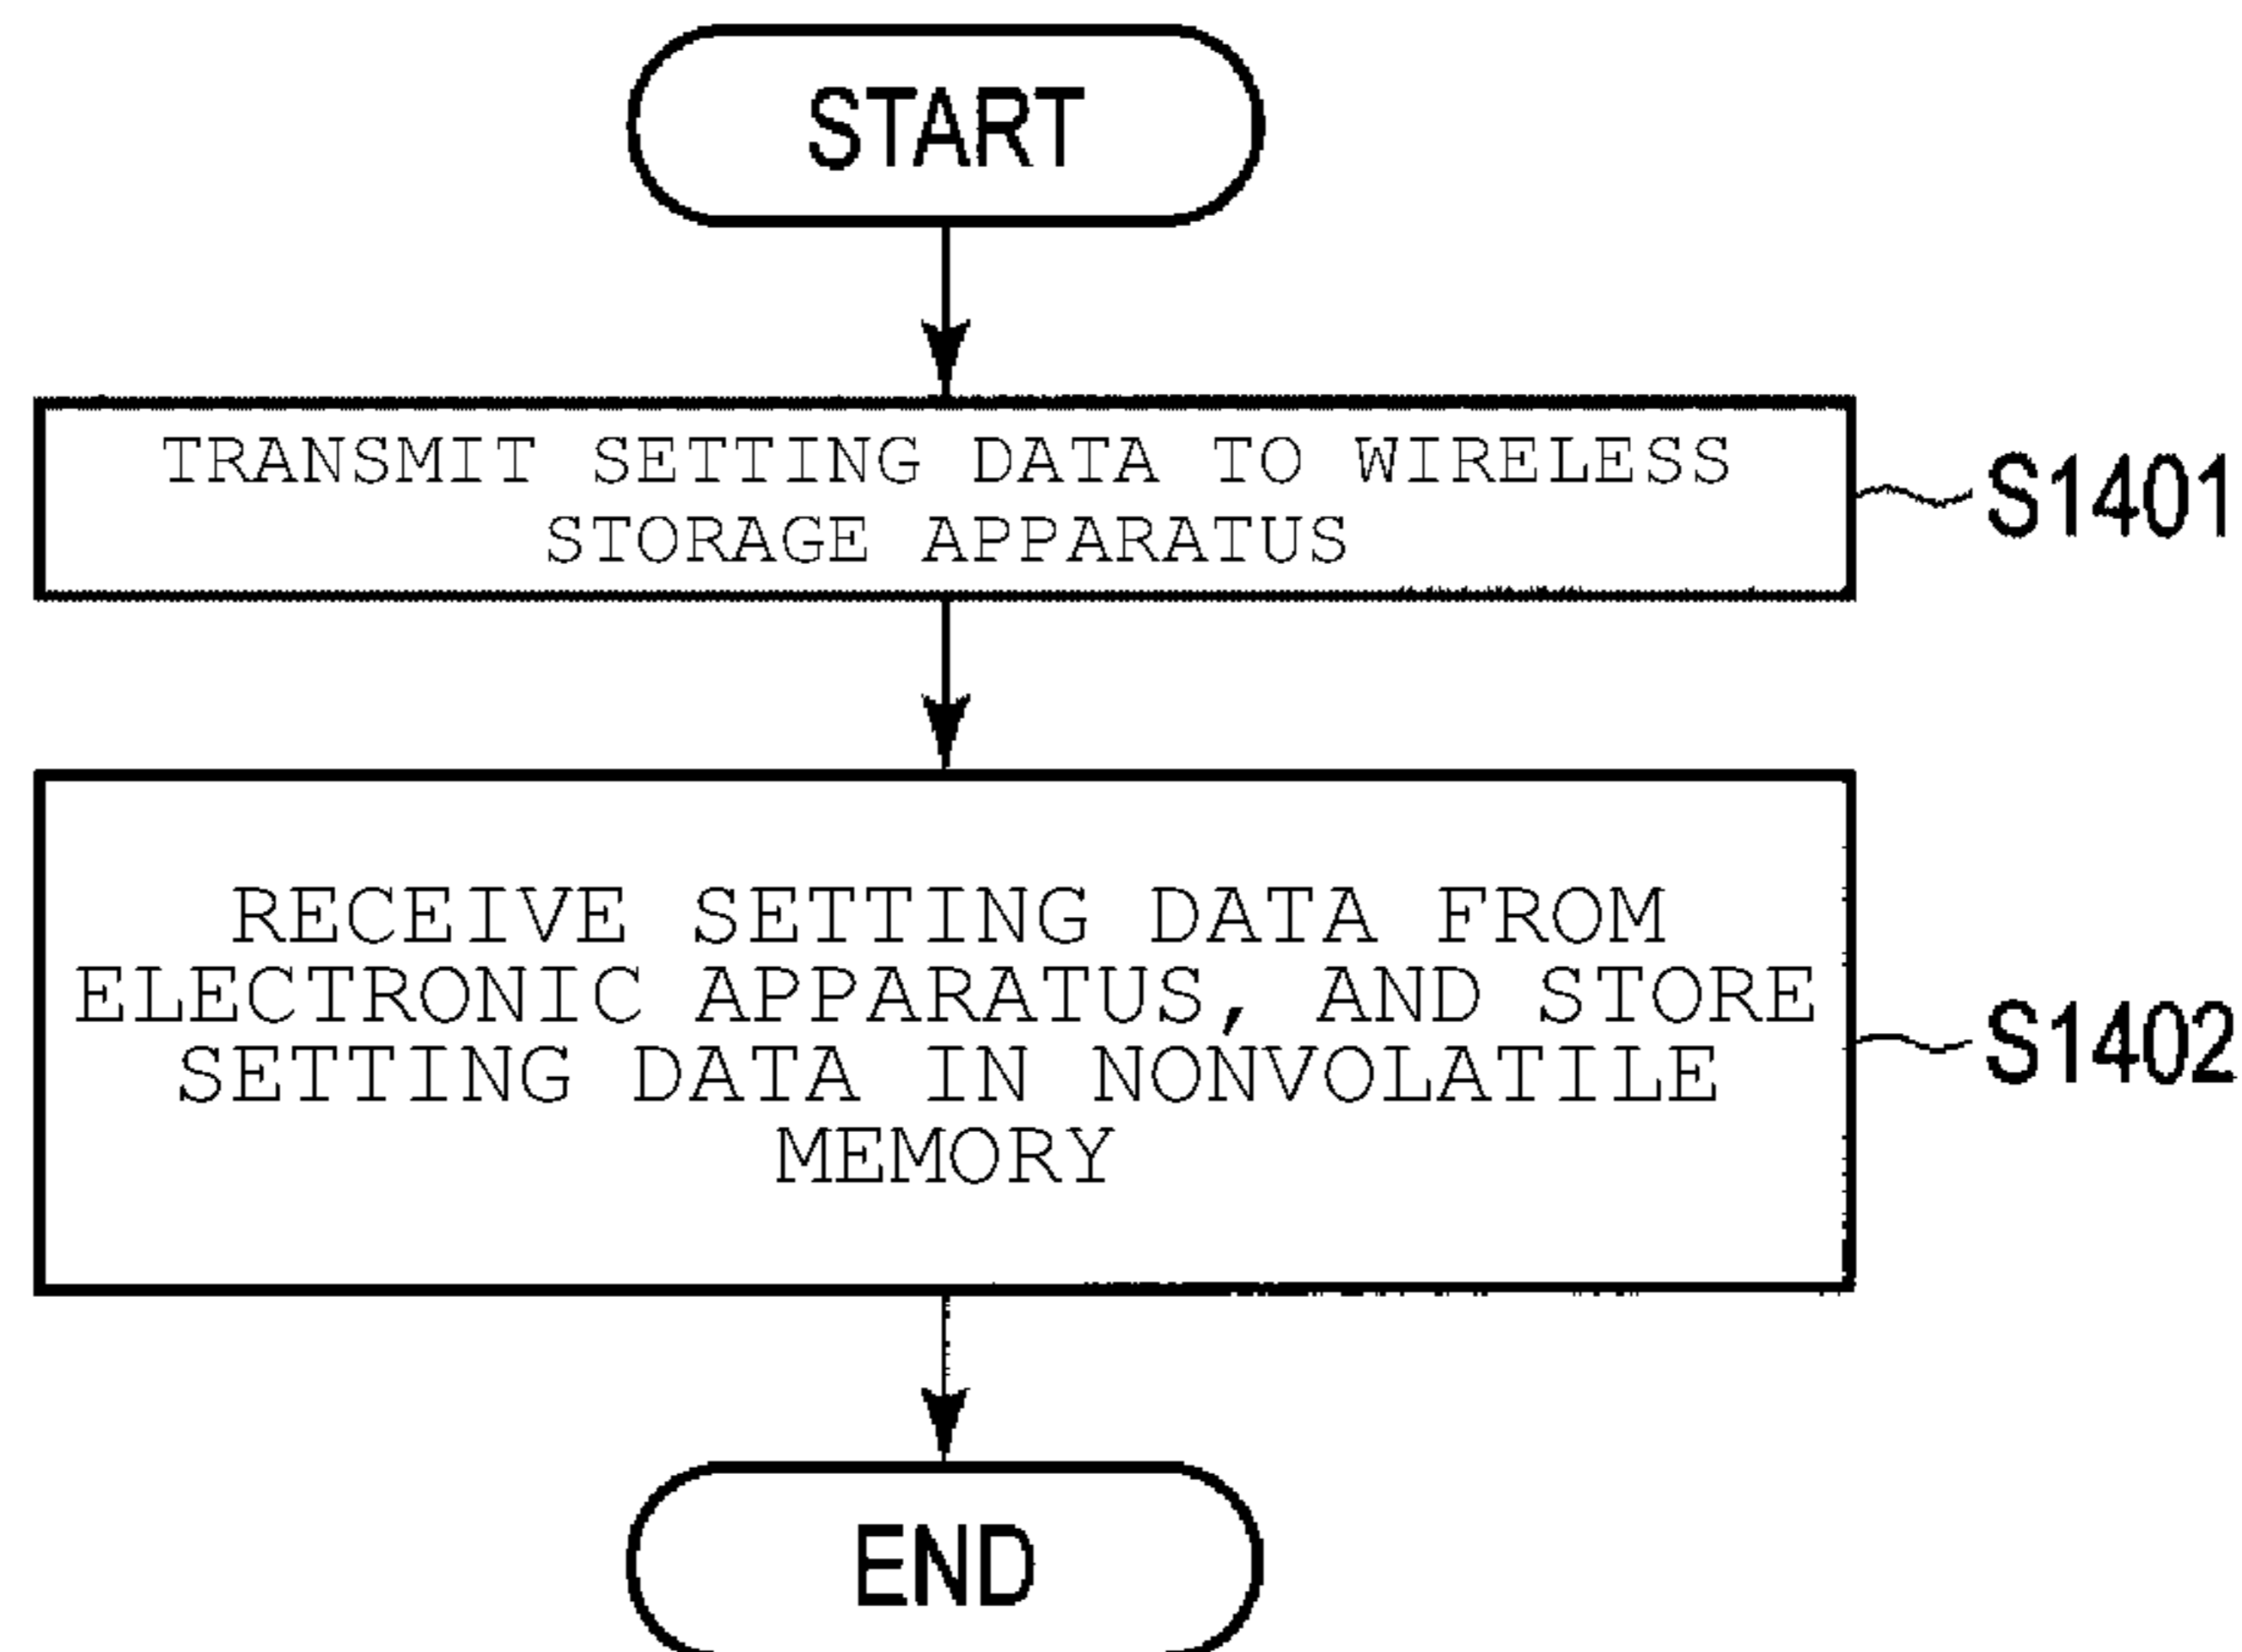 START
TRANSMIT SETTING DATA TO WIRELESS
STORAGE APPARATUS
S1401
RECEIVE SETTING DATA FROM
ELECTRONIC APPARATUS, AND STORE
SETTING DATA IN NONVOLATILE
MEMORY
S1402
END